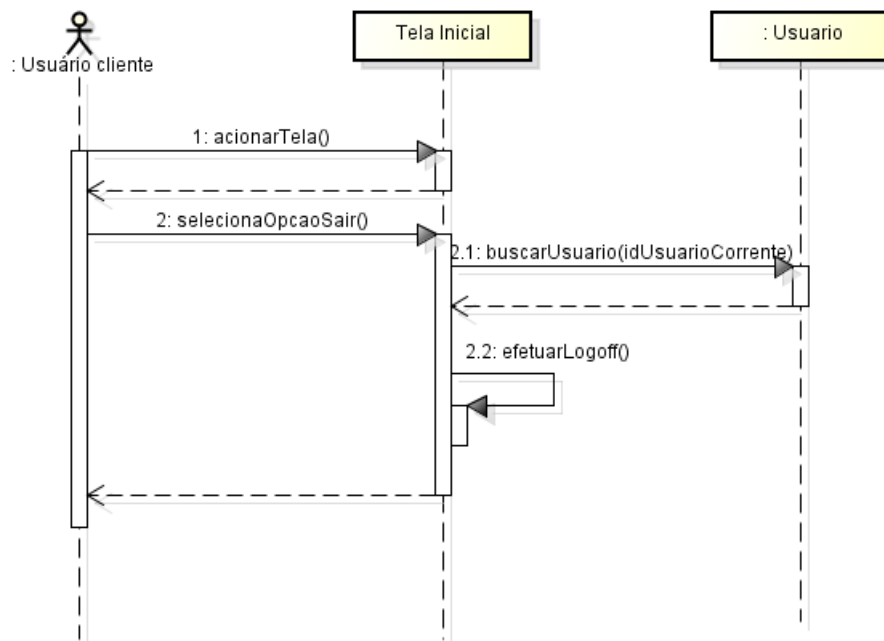 Tela Inicial
: Usuario
: Usuário cliente
1: acionarTela()
2: selecionaOpcaoSair()
2.1: buscarUsuario(idUsuarioCorrente)
2.2: efetuarLogoff()